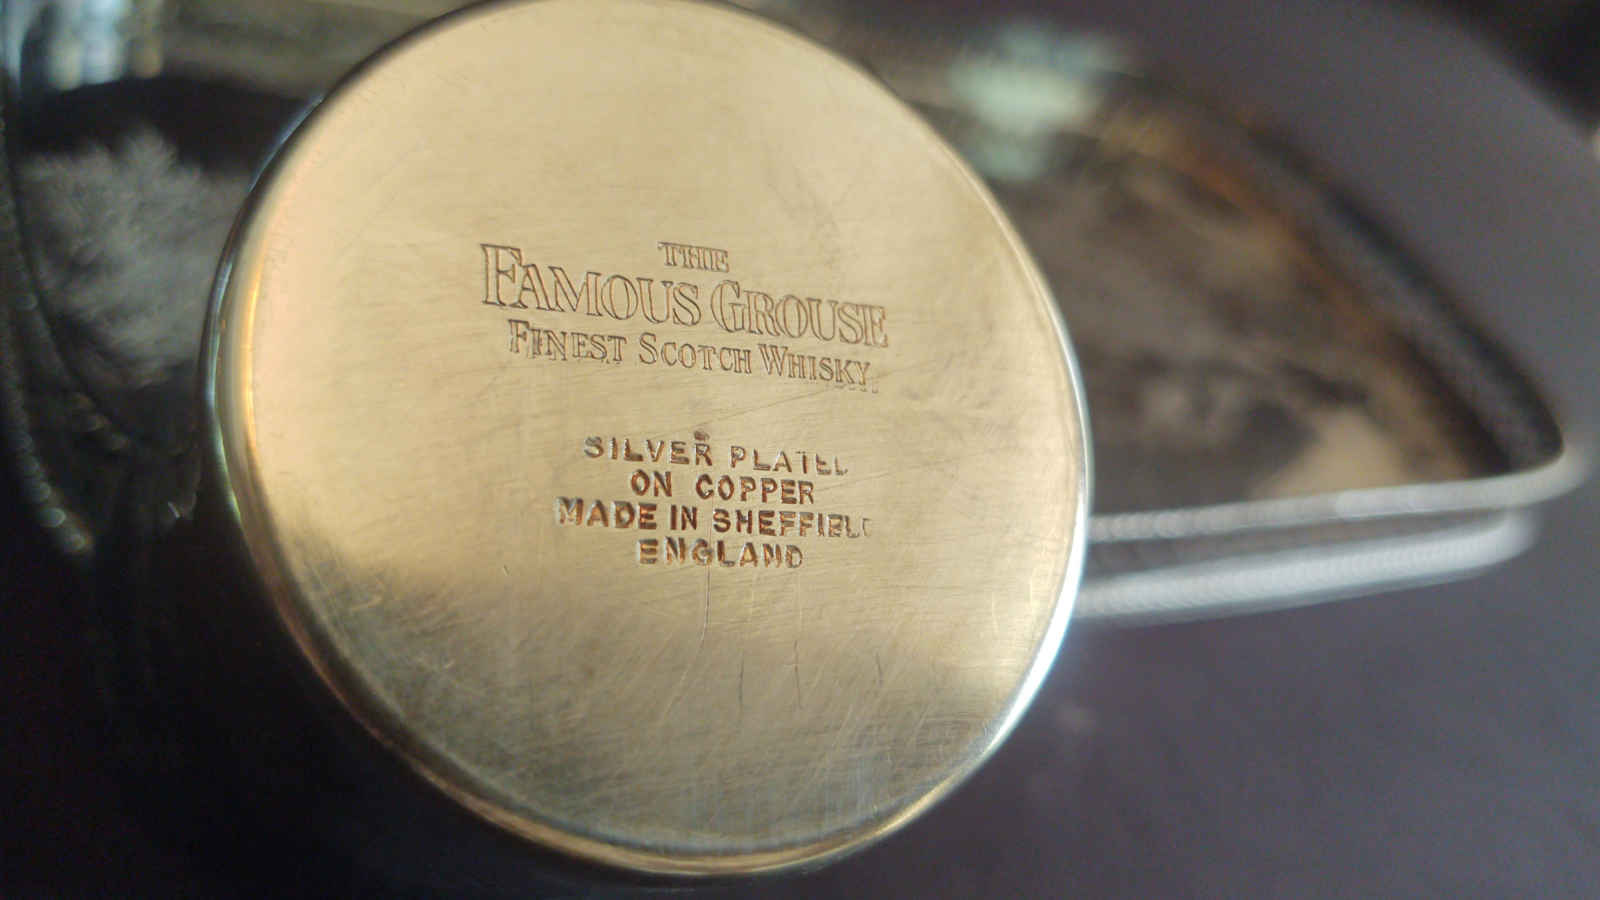 THE
FAMOUS GROUSE
FINEST SCOTCH WHISKY
SILVER PLATED
ON COPPER
MADE IN SHEFFIELD
ENGLAND